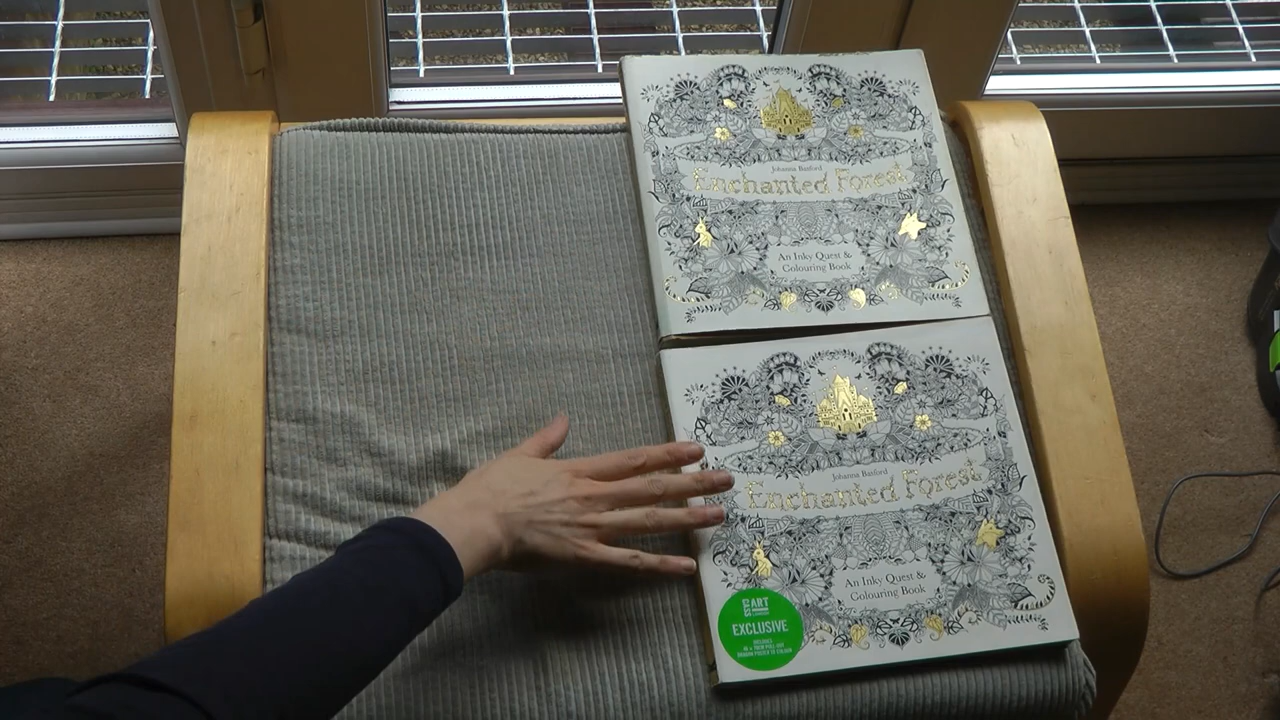 Johanna Basford
Enchanted Forest
An Inky Quest &
Colouring Book
Johanna Basford
Enchanted Forest
An Inky Quest &
Colouring Book
ART
EXCLUSIVE
INCLUDES